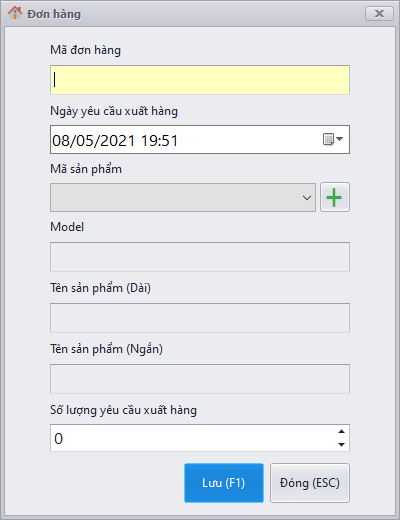 Đơn hàng
Mã đơn hàng
Ngày yêu cầu xuất hàng
08/05/2021 19:51
Mã sản phẩm
Model
Tên sản phẩm (Dài)
Tên sản phẩm (Ngắn)
Số lượng yêu cầu xuất hàng
0
Lưu (F1)
Đóng (ESC)